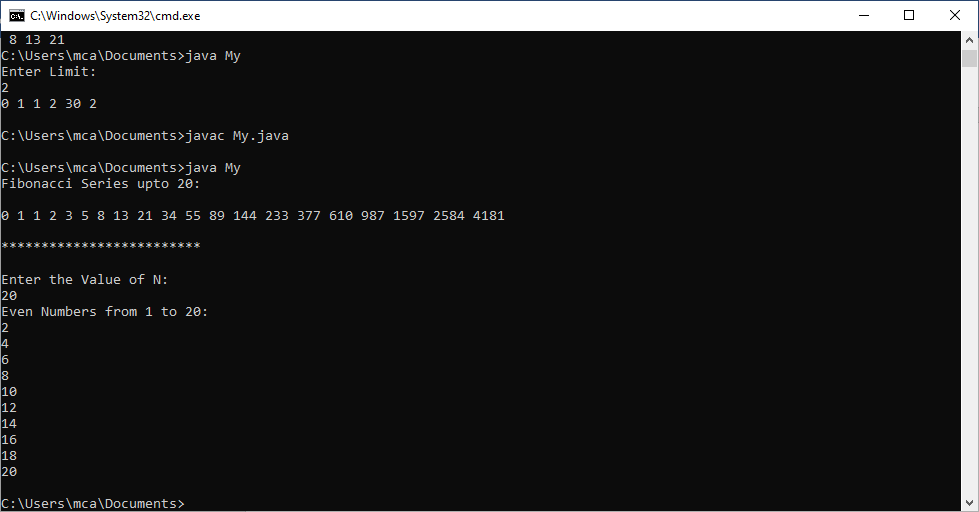 C:\Windows\System32\cmd.exe
 8 13 21
C:\Users\mca\Documents>java My
Enter Limit:
2
0 1 1 2 30 2

C:\Users\mca\Documents>javac My.java

C:\Users\mca\Documents>java My
Fibonacci Series upto 20:

0 1 1 2 3 5 8 13 21 34 55 89 144 233 377 610 987 1597 2584 4181

*************************

Enter the Value of N:
20
Even Numbers from 1 to 20:
2
4
6
8
10
12
14
16
18
20

C:\Users\mca\Documents>